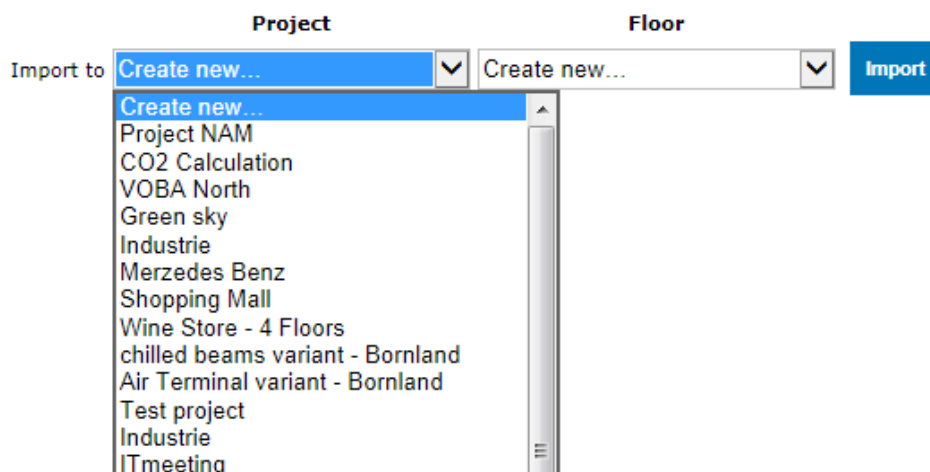 Project Floor
Import to Create new... Create new... Import
Create new...
Project NAM
CO2 Calculation
VOBA North
Green sky
Industrie
Merzedes Benz
Shopping Mall
Wine Store - 4 Floors
chilled beams variant - Bornland
Air Terminal variant - Bornland
Test project
Industrie
ITmeeting